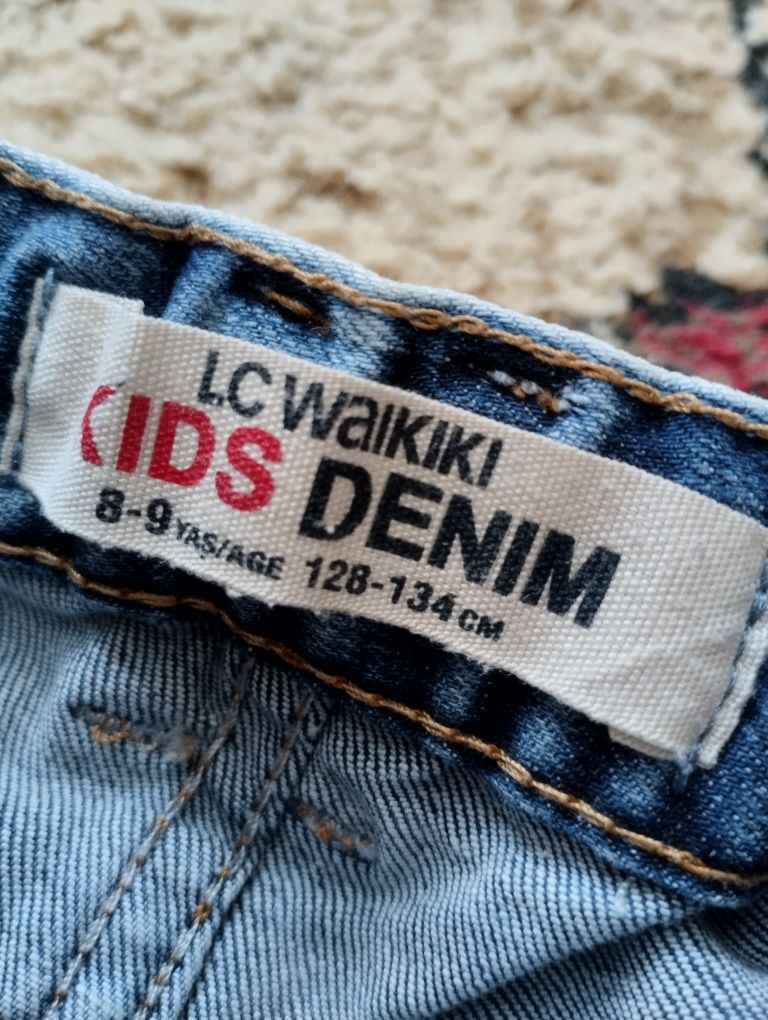 LC WAIKIKI
KIDS DENIM
8-9 YAŞ/AGE 128-134 CM